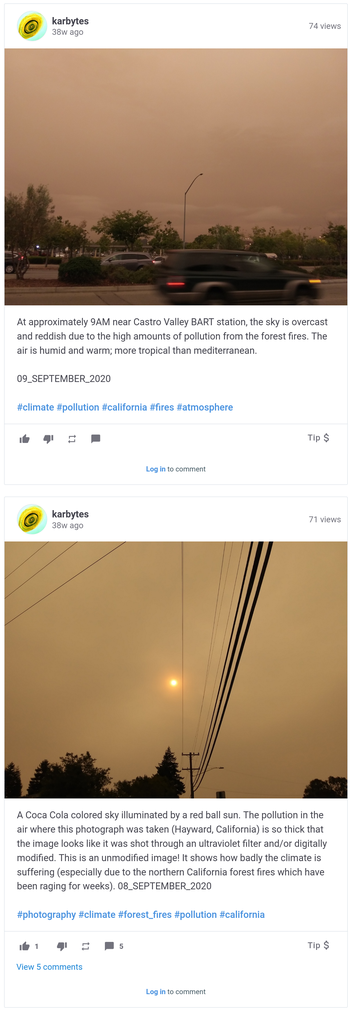 karbytes
38w ago
74 views
At approximately 9AM near Castro Valley BART station, the sky is overcast
and reddish due to the high amounts of pollution from the forest fires. The
air is humid and warm; more tropical than mediterranean.
09_SEPTEMBER_2020
#climate #pollution #california #fires #atmosphere
Tip $
Log in to comment
karbytes
38w ago
71 views
A Coca Cola colored sky illuminated by a red ball sun. The pollution in the
air where this photograph was taken (Hayward, California) is so thick that
the image looks like it was shot through an ultraviolet filter and/or digitally
modified. This is an unmodified image! It shows how badly the climate is
suffering (especially due to the northern California forest fires which have
been raging for weeks). 08_SEPTEMBER_2020
#photography #climate #forest_fires #pollution #california
1 5 Tip $
View 5 comments
Log in to comment